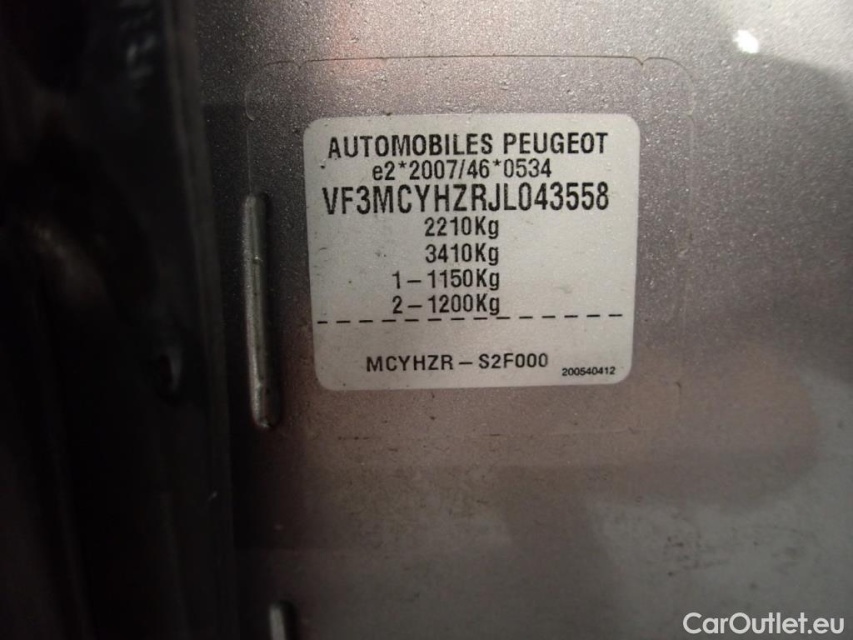 AUTOMOBILES PEUGEOT
e2*2007/46*0534
VF3MCYHZRJL043558
2210Kg
3410Kg
1-1150Kg
2-1200Kg
MCYHZR-S2F000
200540412
CarOutlet.eu